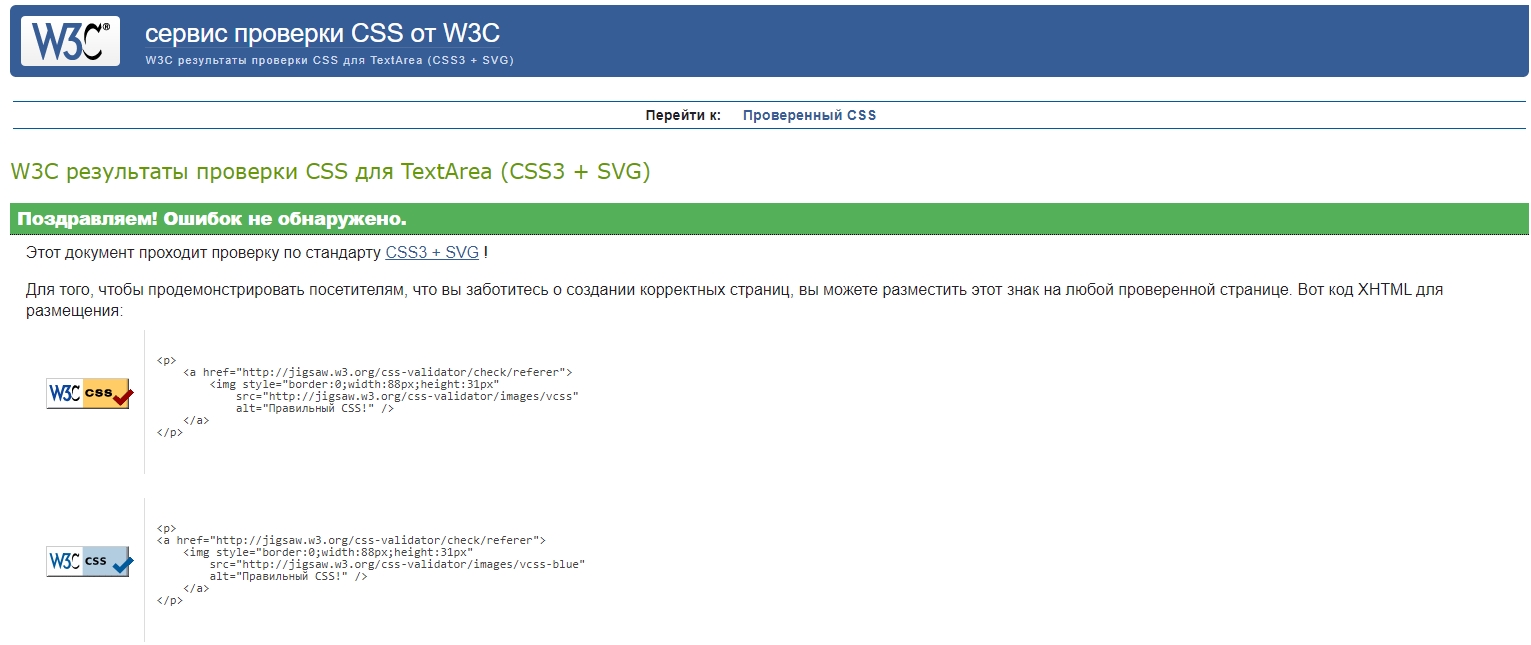 W3C®
сервис проверки CSS от W3C
W3C результаты проверки CSS для TextArea (CSS3 + SVG)
Перейти к: Проверенный CSS
W3C результаты проверки CSS для TextArea (CSS3 + SVG)
Поздравляем! Ошибок не обнаружено.
Этот документ проходит проверку по стандарту CSS3 + SVG !
Для того, чтобы продемонстрировать посетителям, что вы заботитесь о создании корректных страниц, вы можете разместить этот знак на любой проверенной странице. Вот код XHTML для
размещения:
W3C css
<p>
<a href="http://jigsaw.w3.org/css-validator/check/referer">
<img style="border:0;width:88px;height:31px"
src="http://jigsaw.w3.org/css-validator/images/vcss"
alt="Правильный CSS!" />
</a>
</p>
W3C css
<p>
<a href="http://jigsaw.w3.org/css-validator/check/referer">
<img style="border:0;width:88px;height:31px"
src="http://jigsaw.w3.org/css-validator/images/vcss-blue"
alt="Правильный CSS!" />
</a>
</p>